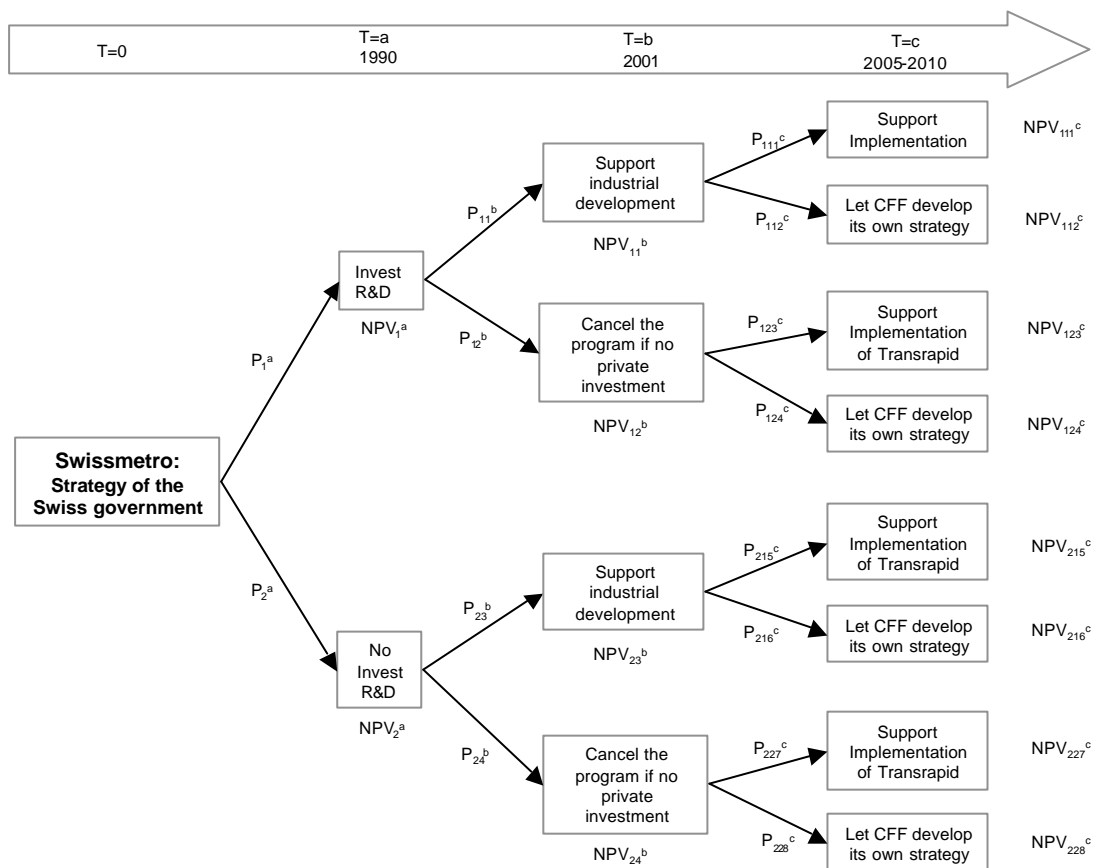 T=0
T=a
1990
T=b
2001
T=c
2005-2010
Support
Implementation
NPV₁₁₁ᶜ
P₁₁₁ᶜ
Support
industrial
development
P₁₁₂ᶜ
Let CFF develop
its own strategy
NPV₁₁₂ᶜ
P₁₁ᵇ
NPV₁₁ᵇ
Invest
R&D
NPV₁ᵃ
P₁₂ᵇ
Cancel the
program if no
private
investment
P₁₂₃ᶜ
Support
Implementation
of Transrapid
NPV₁₂₃ᶜ
P₁ᵃ
P₁₂₄ᶜ
Let CFF develop
its own strategy
NPV₁₂₄ᶜ
NPV₁₂ᵇ
Swissmetro:
Strategy of the
Swiss government
P₂ᵃ
Support
industrial
development
P₂₁₅ᶜ
Support
Implementation
of Transrapid
NPV₂₁₅ᶜ
P₂₃ᵇ
P₂₁₆ᶜ
Let CFF develop
its own strategy
NPV₂₁₆ᶜ
NPV₂₃ᵇ
No
Invest
R&D
NPV₂ᵃ
P₂₄ᵇ
Cancel the
program if no
private
investment
P₂₂₇ᶜ
Support
Implementation
of Transrapid
NPV₂₂₇ᶜ
P₂₂₈ᶜ
Let CFF develop
its own strategy
NPV₂₂₈ᶜ
NPV₂₄ᵇ